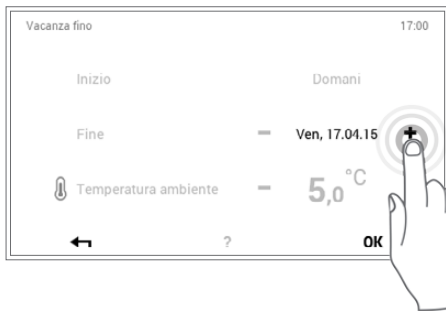 Vacanza fino 17:00
Inizio Domani
Fine − Ven, 17.04.15 +
Temperatura ambiente − 5,0 °C
? OK